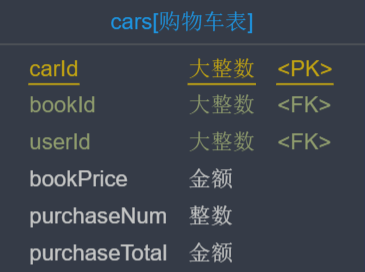 cars[购物车表]
carId 大整数 <PK>
bookId 大整数 <FK>
userId 大整数 <FK>
bookPrice 金额
purchaseNum 整数
purchaseTotal 金额